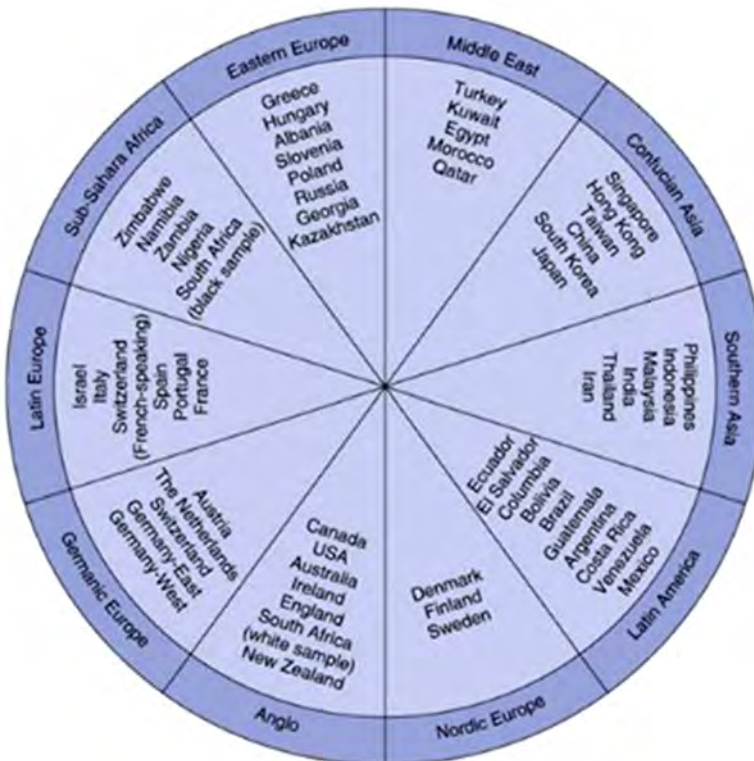 Eastern Europe
Greece
Hungary
Albania
Slovenia
Poland
Russia
Georgia
Kazakhstan
Middle East
Turkey
Kuwait
Egypt
Morocco
Qatar
Confucian Asia
Singapore
Hong Kong
Taiwan
China
South Korea
Japan
Southern Asia
Philippines
Indonesia
Malaysia
India
Thailand
Iran
Latin America
Ecuador
El Salvador
Columbia
Bolivia
Brazil
Guatemala
Argentina
Costa Rica
Venezuela
Mexico
Nordic Europe
Denmark
Finland
Sweden
Anglo
Canada
USA
Australia
Ireland
England
South Africa
(white sample)
New Zealand
Germanic Europe
Austria
The Netherlands
Switzerland
Germany-East
Germany-West
Latin Europe
Israel
Italy
Switzerland
(French-speaking)
Spain
Portugal
France
Sub-Sahara Africa
Zimbabwe
Namibia
Zambia
Nigeria
South Africa
(black sample)